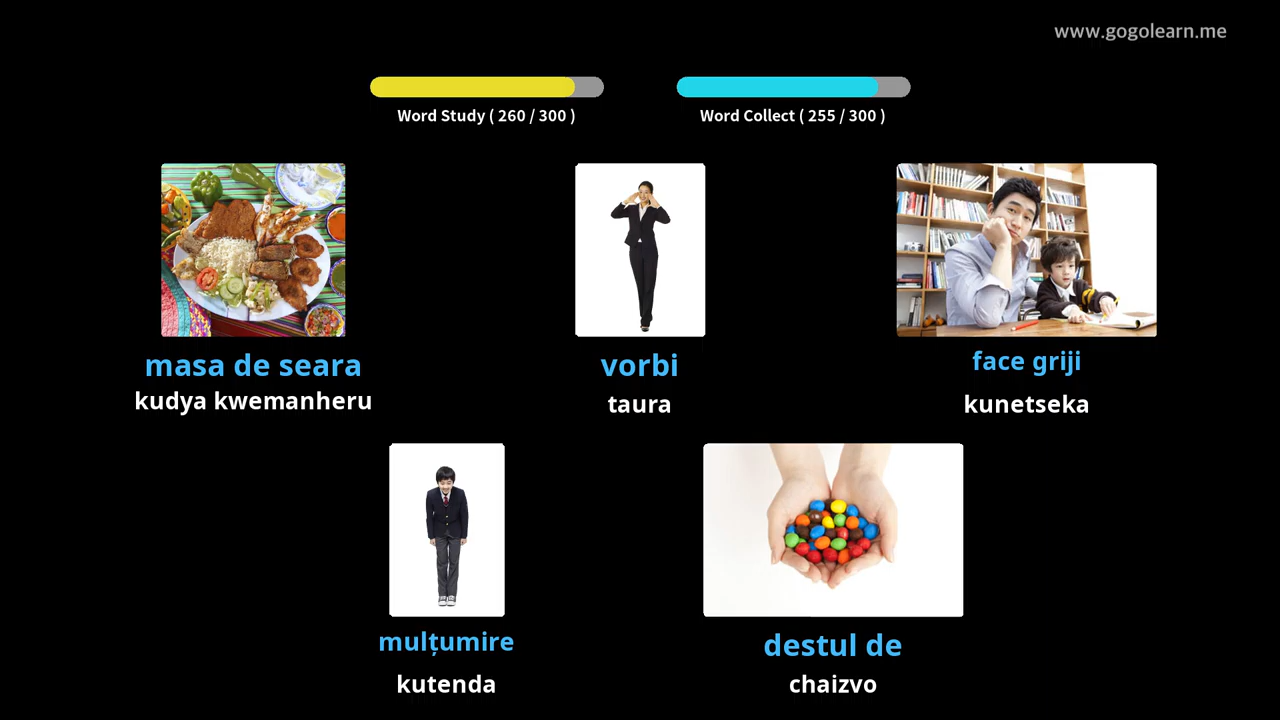 www.gogolearn.me
Word Study ( 260 / 300 )
Word Collect ( 255 / 300 )
masa de seara
kudya kwemanheru
vorbi
taura
face griji
kunetseka
mulțumire
kutenda
destul de
chaizvo